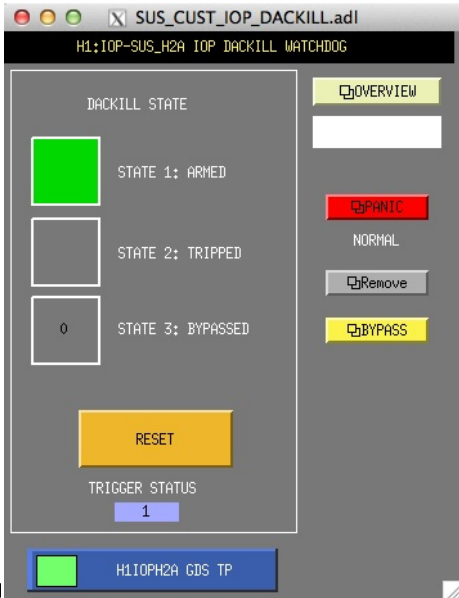 SUS_CUST_IOP_DACKILL.adl
H1:IOP-SUS_H2A IOP DACKILL WATCHDOG
DACKILL STATE
OVERVIEW
STATE 1: ARMED
PANIC
NORMAL
STATE 2: TRIPPED
Remove
0
STATE 3: BYPASSED
BYPASS
RESET
TRIGGER STATUS
1
H1IOPH2A GDS TP